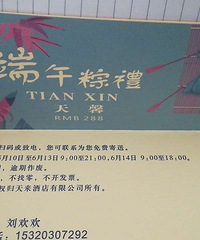 端午粽禮
TIAN XIN
天馨
RMB 288
扫码或致电，您可联系为您免费寄送。
月10日至6月13日 9:00至21:00，6月14日 9:00至18:00。
，逾期作废。
，不找零，不开发票。
权归天来酒店有限公司所有。
刘欢欢
: 15320307292